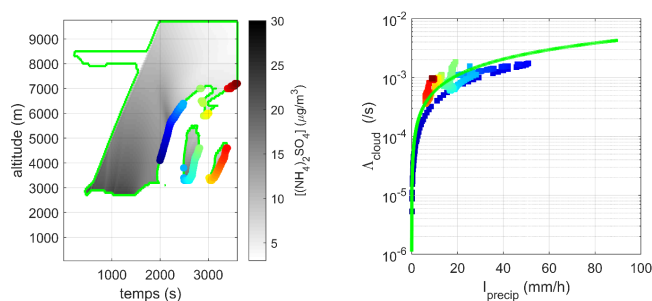 9000
8000
7000
6000
5000
4000
3000
2000
1000
altitude (m)
1000 2000 3000
temps (s)
30
25
20
15
10
5
[(NH4)2SO4] (μg/m³)
10⁻²
10⁻³
10⁻⁴
10⁻⁵
10⁻⁶
Λcloud (/s)
0 20 40 60 80 100
Iprecip (mm/h)